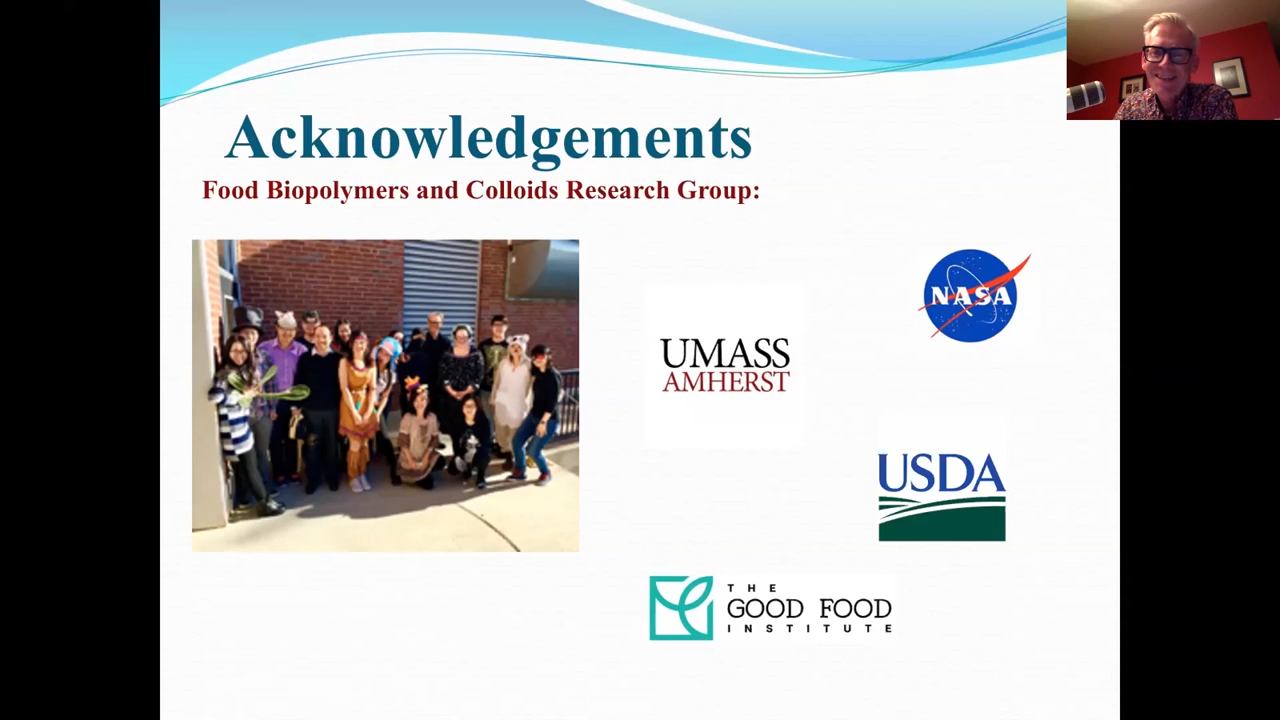 Acknowledgements
Food Biopolymers and Colloids Research Group:
NASA
UMASS
AMHERST
USDA
THE
GOOD FOOD
INSTITUTE